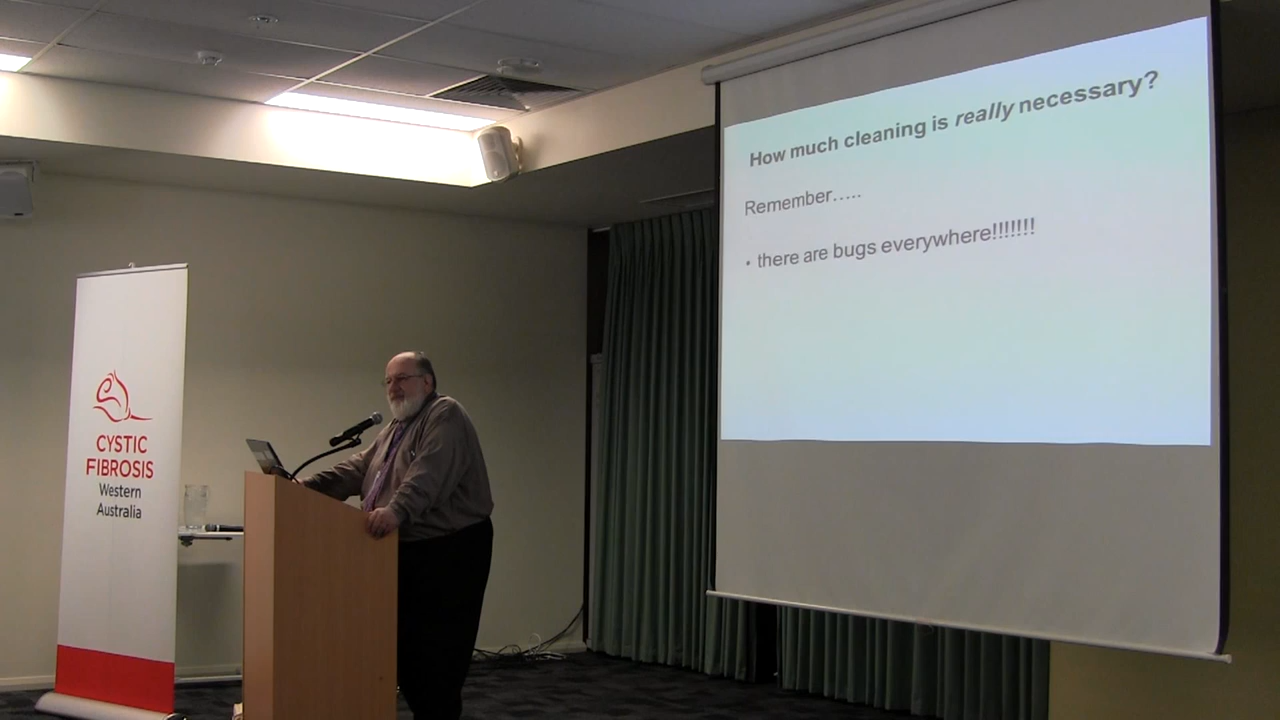 How much cleaning is really necessary?
Remember.....
• there are bugs everywhere!!!!!!!
CYSTIC
FIBROSIS
Western
Australia